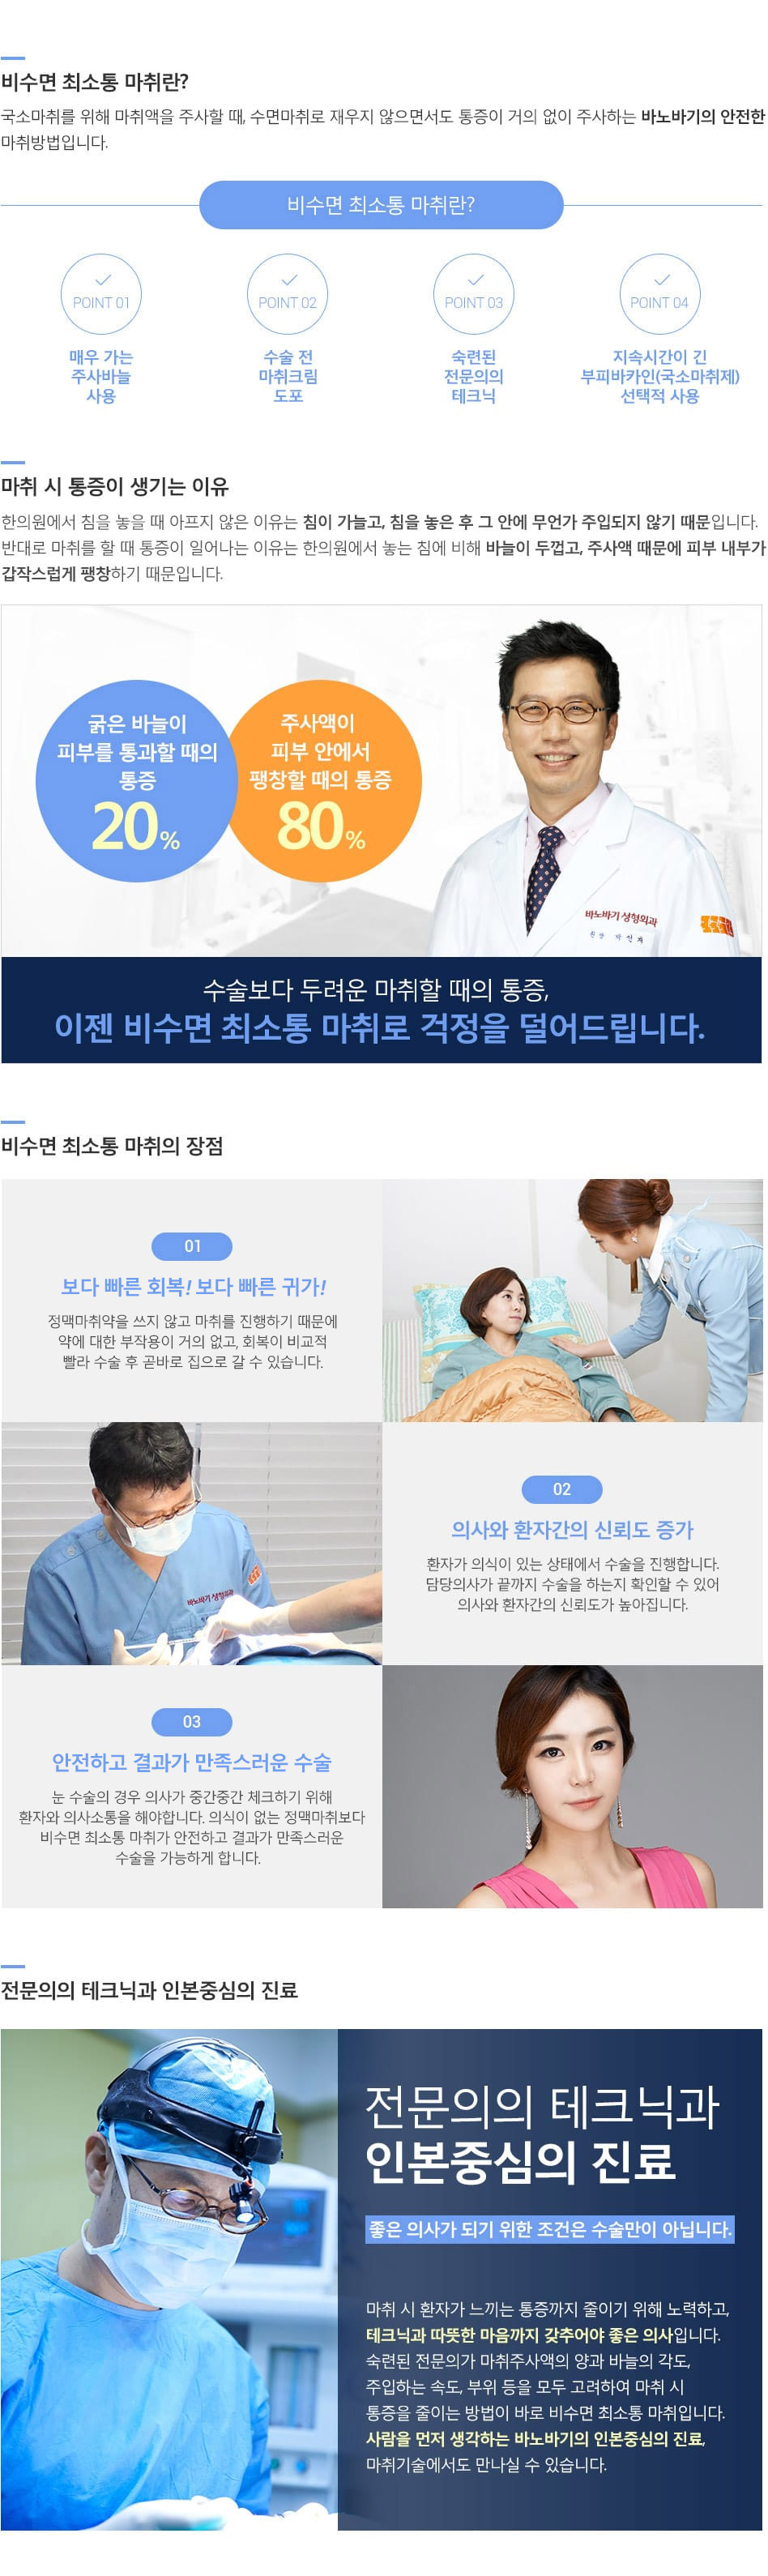 비수면 최소통 마취란?
국소마취를 위해 마취액을 주사할 때, 수면마취로 재우지 않으면서도 통증이 거의 없이 주사하는 바노바기의 안전한
마취방법입니다.
비수면 최소통 마취란?
POINT 01
POINT 02
POINT 03
POINT 04
매우 가는
주사바늘
사용
수술 전
마취크림
도포
숙련된
전문의의
테크닉
지속시간이 긴
부피바카인(국소마취제)
선택적 사용
마취 시 통증이 생기는 이유
한의원에서 침을 놓을 때 아프지 않은 이유는 침이 가늘고, 침을 놓은 후 그 안에 무언가 주입되지 않기 때문입니다.
반대로 마취를 할 때 통증이 일어나는 이유는 한의원에서 놓는 침에 비해 바늘이 두껍고, 주사액 때문에 피부 내부가
갑작스럽게 팽창하기 때문입니다.
굵은 바늘이
피부를 통과할 때의
통증
20%
주사액이
피부 안에서
팽창할 때의 통증
80%
바노바기 성형외과
수술보다 두려운 마취할 때의 통증,
이젠 비수면 최소통 마취로 걱정을 덜어드립니다.
비수면 최소통 마취의 장점
01
보다 빠른 회복! 보다 빠른 귀가!
정맥마취약을 쓰지 않고 마취를 진행하기 때문에
약에 대한 부작용이 거의 없고, 회복이 비교적
빨라 수술 후 곧바로 집으로 갈 수 있습니다.
바노바기 성형외과
02
의사와 환자간의 신뢰도 증가
환자가 의식이 있는 상태에서 수술을 진행합니다.
담당의사가 끝까지 수술을 하는지 확인할 수 있어
의사와 환자간의 신뢰도가 높아집니다.
03
안전하고 결과가 만족스러운 수술
눈 수술의 경우 의사가 중간중간 체크하기 위해
환자와 의사소통을 해야합니다. 의식이 없는 정맥마취보다
비수면 최소통 마취가 안전하고 결과가 만족스러운
수술을 가능하게 합니다.
전문의의 테크닉과 인본중심의 진료
전문의의 테크닉과
인본중심의 진료
좋은 의사가 되기 위한 조건은 수술만이 아닙니다.
마취 시 환자가 느끼는 통증까지 줄이기 위해 노력하고,
테크닉과 따뜻한 마음까지 갖추어야 좋은 의사입니다.
숙련된 전문의가 마취주사액의 양과 바늘의 각도,
주입하는 속도, 부위 등을 모두 고려하여 마취 시
통증을 줄이는 방법이 바로 비수면 최소통 마취입니다.
사람을 먼저 생각하는 바노바기의 인본중심의 진료,
마취기술에서도 만나실 수 있습니다.